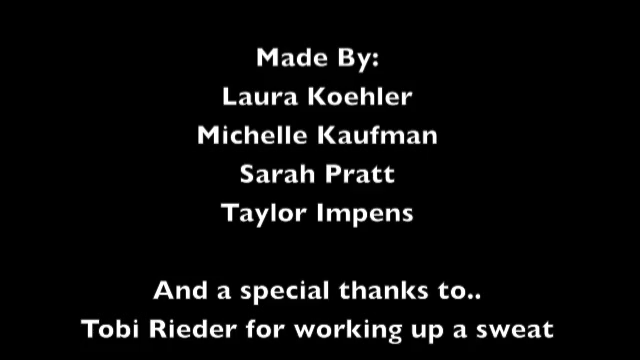 Made By:
Laura Koehler
Michelle Kaufman
Sarah Pratt
Taylor Impens
And a special thanks to..
Tobi Rieder for working up a sweat